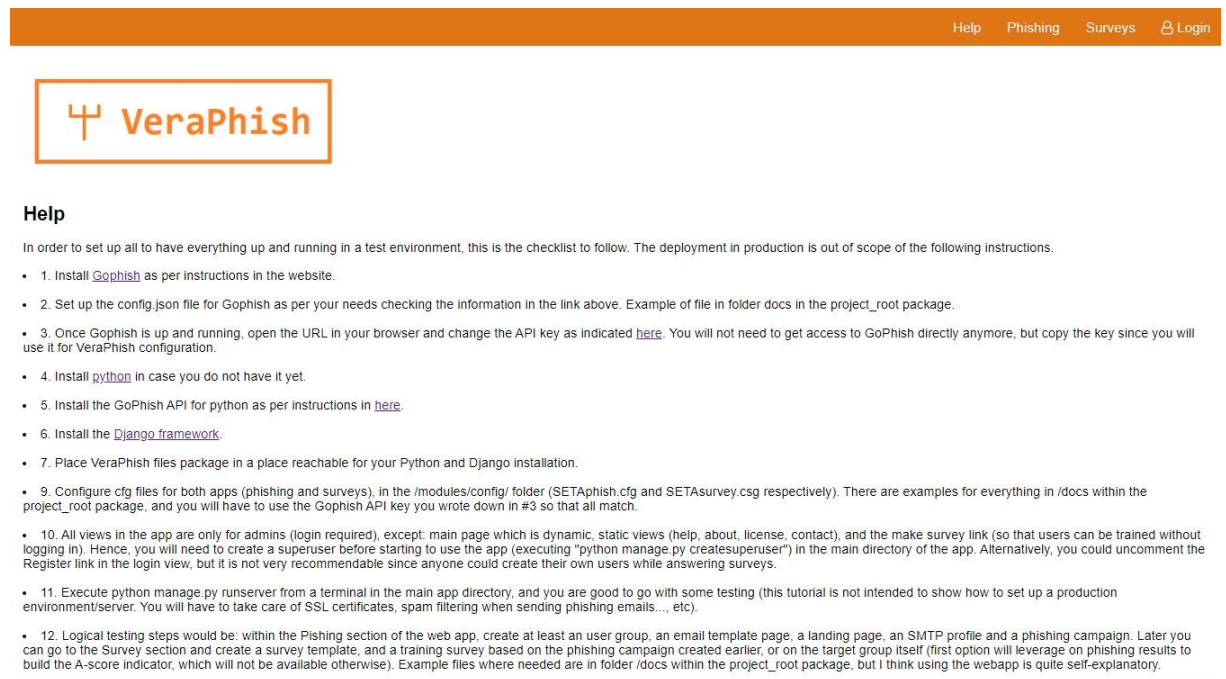 Help Phishing Surveys Login
VeraPhish
Help
In order to set up all to have everything up and running in a test environment, this is the checklist to follow. The deployment in production is out of scope of the following instructions.
• 1. Install Gophish as per instructions in the website.
• 2. Set up the config.json file for Gophish as per your needs checking the information in the link above. Example of file in folder docs in the project_root package.
• 3. Once Gophish is up and running, open the URL in your browser and change the API key as indicated here. You will not need to get access to GoPhish directly anymore, but copy the key since you will
use it for VeraPhish configuration.
• 4. Install python in case you do not have it yet.
• 5. Install the GoPhish API for python as per instructions in here.
• 6. Install the Django framework.
• 7. Place VeraPhish files package in a place reachable for your Python and Django installation.
• 9. Configure cfg files for both apps (phishing and surveys), in the /modules/config/ folder (SETAphish.cfg and SETAsurvey.csg respectively). There are examples for everything in /docs within the
project_root package, and you will have to use the Gophish API key you wrote down in #3 so that all match.
• 10. All views in the app are only for admins (login required), except: main page which is dynamic, static views (help, about, license, contact), and the make survey link (so that users can be trained without
logging in). Hence, you will need to create a superuser before starting to use the app (executing "python manage.py createsuperuser") in the main directory of the app. Alternatively, you could uncomment the
Register link in the login view, but it is not very recommendable since anyone could create their own users while answering surveys.
• 11. Execute python manage.py runserver from a terminal in the main app directory, and you are good to go with some testing (this tutorial is not intended to show how to set up a production
environment/server. You will have to take care of SSL certificates, spam filtering when sending phishing emails..., etc).
• 12. Logical testing steps would be: within the Pishing section of the web app, create at least an user group, an email template page, a landing page, an SMTP profile and a phishing campaign. Later you
can go to the Survey section and create a survey template, and a training survey based on the phishing campaign created earlier, or on the target group itself (first option will leverage on phishing results to
build the A-score indicator, which will not be available otherwise). Example files where needed are in folder /docs within the project_root package, but I think using the webapp is quite self-explanatory.